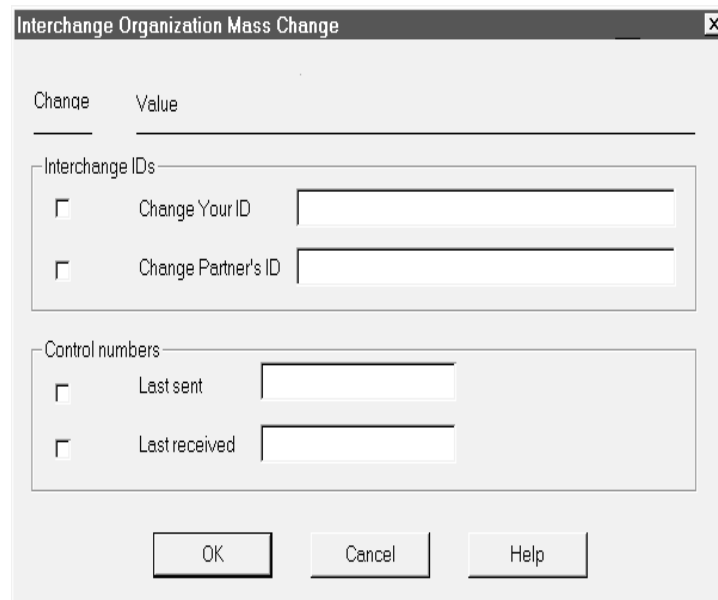 Interchange Organization Mass Change
Change Value
Interchange IDs
Change Your ID
Change Partner's ID
Control numbers
Last sent
Last received
OK Cancel Help